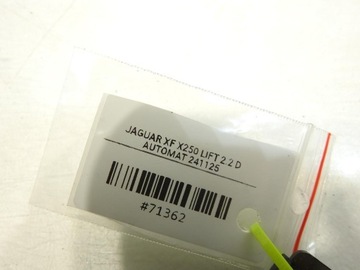 JAGUAR XF X250 LIFT 2.2 D
AUTOMAT 241125
#71362